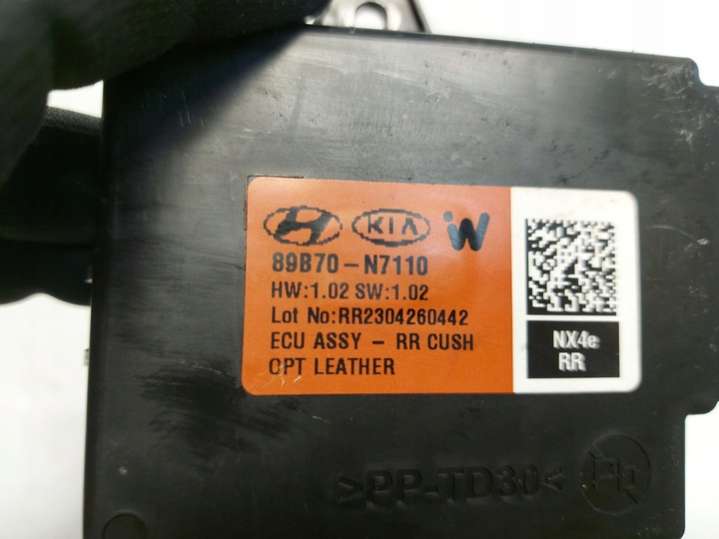 KIA iW
89B70-N7110
HW:1.02 SW:1.02
Lot No:RR2304260442
ECU ASSY - RR CUSH
OPT LEATHER
NX4e
RR
>PP-TD30<